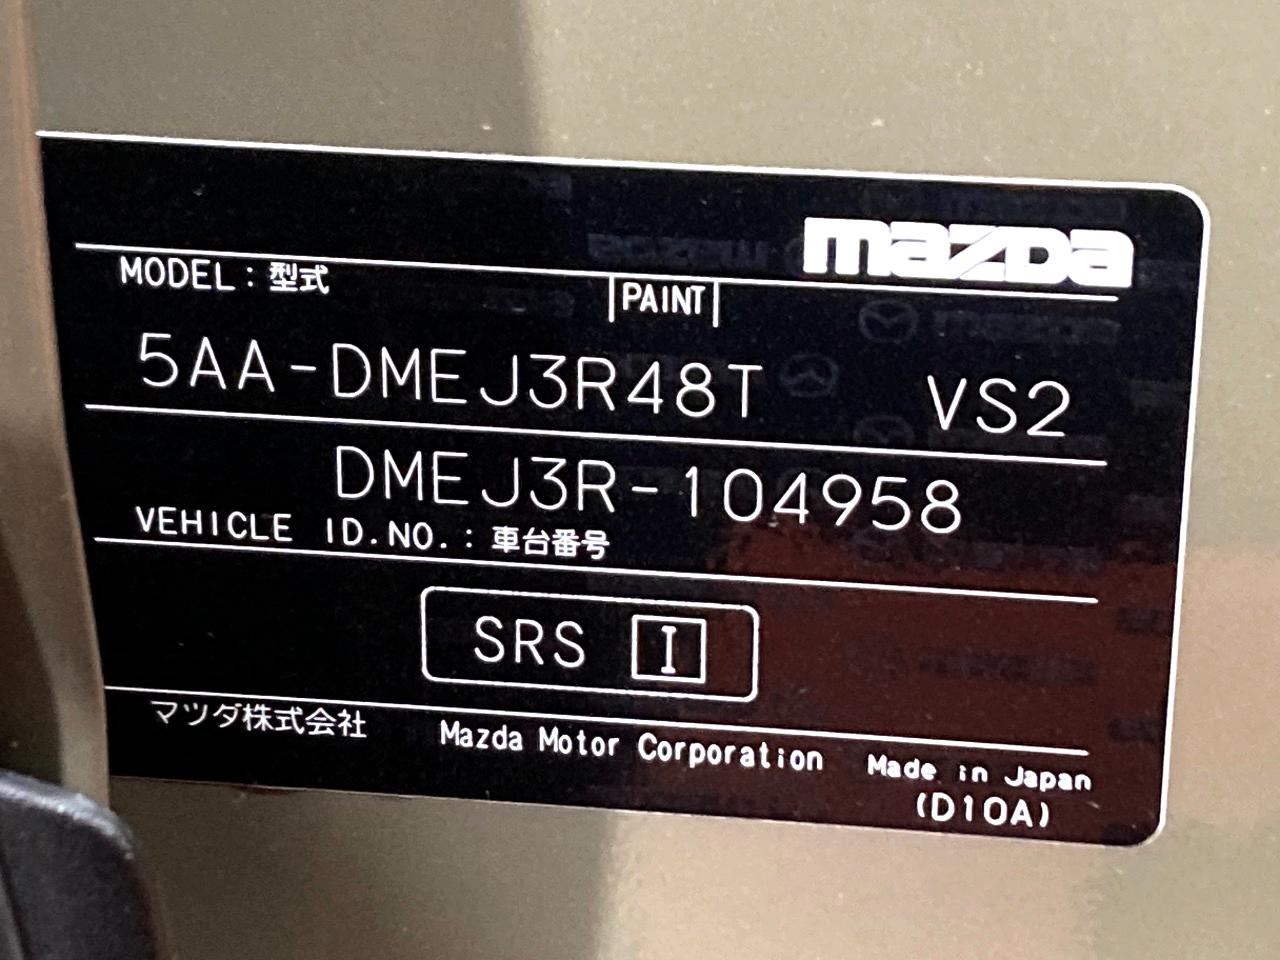 mazda
MODEL : 型式 PAINT
5AA-DMEJ3R48T VS2
DMEJ3R-104958
VEHICLE ID.NO. : 車台番号
SRS I
マツダ株式会社 Mazda Motor Corporation Made in Japan
(D10A)